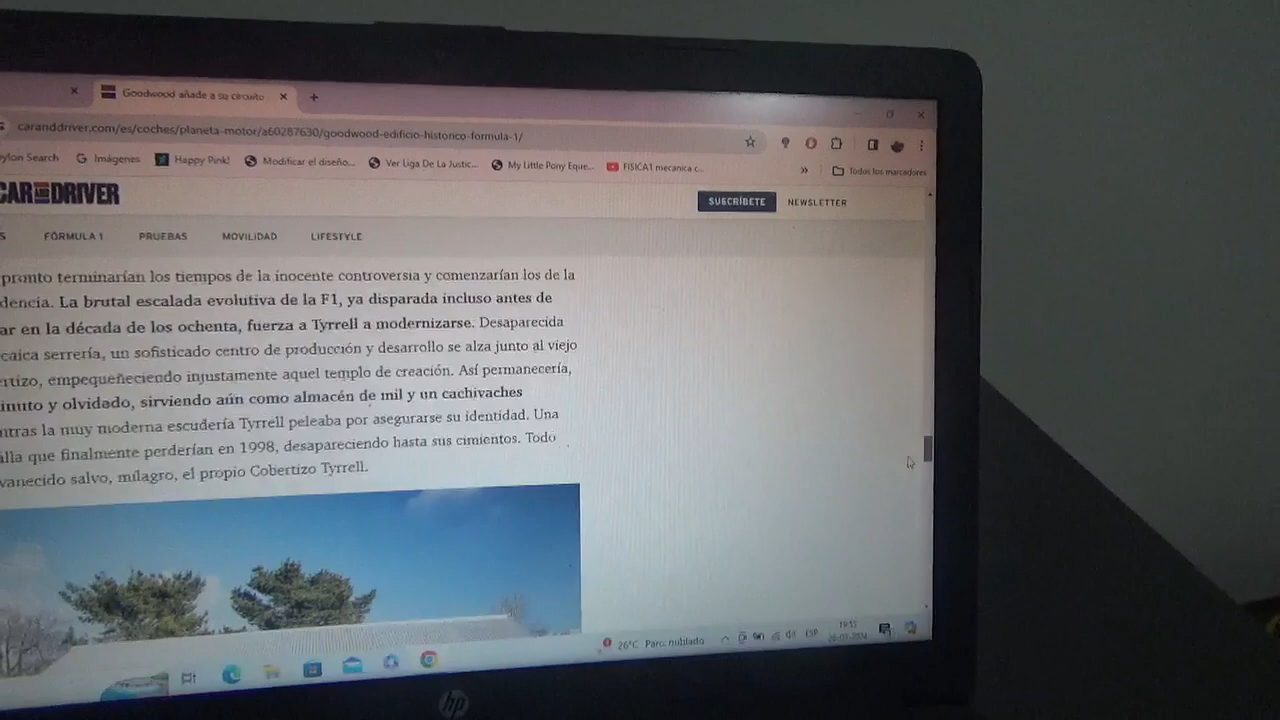 Goodwood añade a su circuito
caranddriver.com/es/coches/planeta-motor/a60287630/goodwood-edificio-historico-formula-1/
ylon Search
Imágenes
Happy Pink!
Modificar el diseño...
Ver Liga De La Justic...
My Little Pony Eque...
FISICA1 mecanica c...
Todos los marcadores
CAR AND DRIVER
SUSCRÍBETE
NEWSLETTER
S
FÓRMULA 1
PRUEBAS
MOVILIDAD
LIFESTYLE
pronto terminarían los tiempos de la inocente controversia y comenzarían los de la
dencia. La brutal escalada evolutiva de la F1, ya disparada incluso antes de
ar en la década de los ochenta, fuerza a Tyrrell a modernizarse. Desaparecida
caica serrería, un sofisticado centro de producción y desarrollo se alza junto al viejo
ertizo, empequeñeciendo injustamente aquel templo de creación. Así permanecería,
inuto y olvidado, sirviendo aún como almacén de mil y un cachivaches
ntras la muy moderna escudería Tyrrell peleaba por asegurarse su identidad. Una
alla que finalmente perderían en 1998, desapareciendo hasta sus cimientos. Todo
vanecido salvo, milagro, el propio Cobertizo Tyrrell.
26°C Parc. nublado
ESP
hp